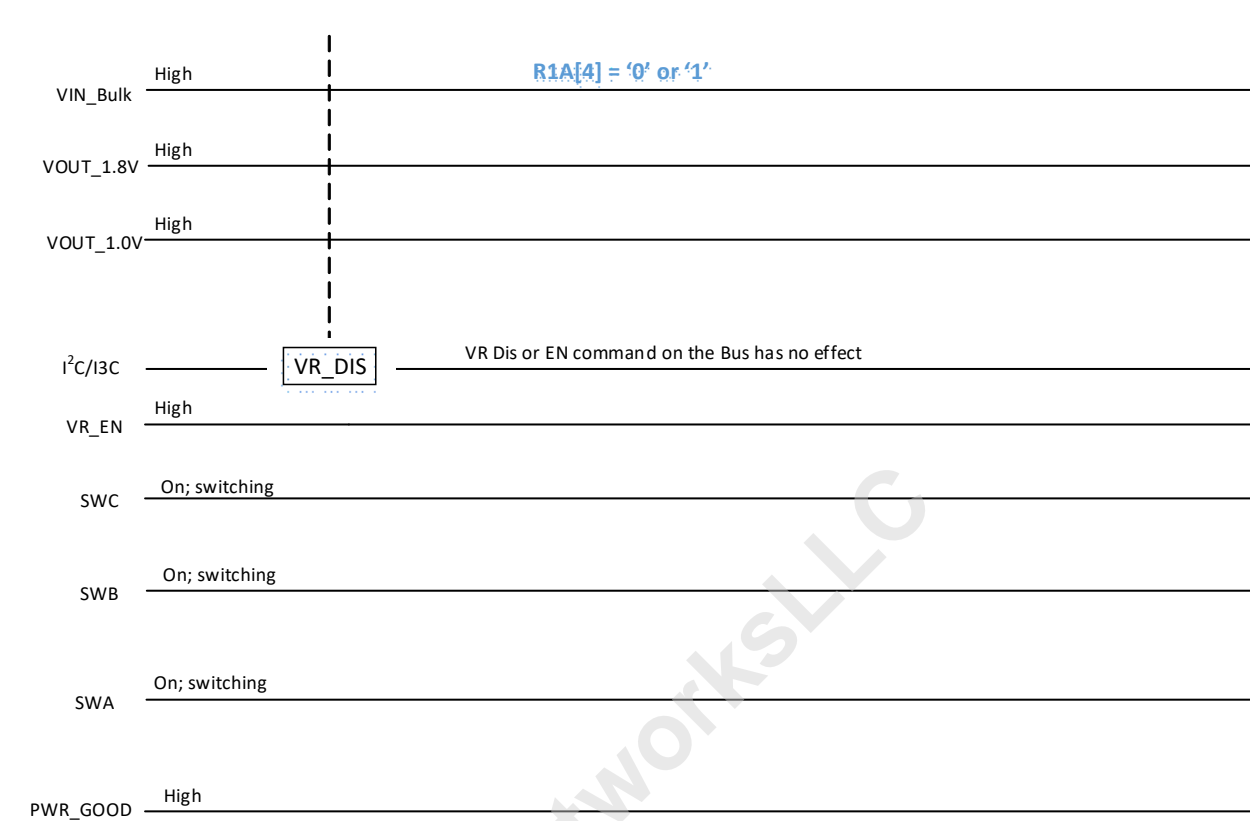 R1A[4] = ‘0’ or ‘1’
High
VIN_Bulk
High
VOUT_1.8V
High
VOUT_1.0V
VR Dis or EN command on the Bus has no effect
I²C/I3C
VR_DIS
High
VR_EN
On; switching
SWC
On; switching
SWB
On; switching
SWA
High
PWR_GOOD
tworksLLC